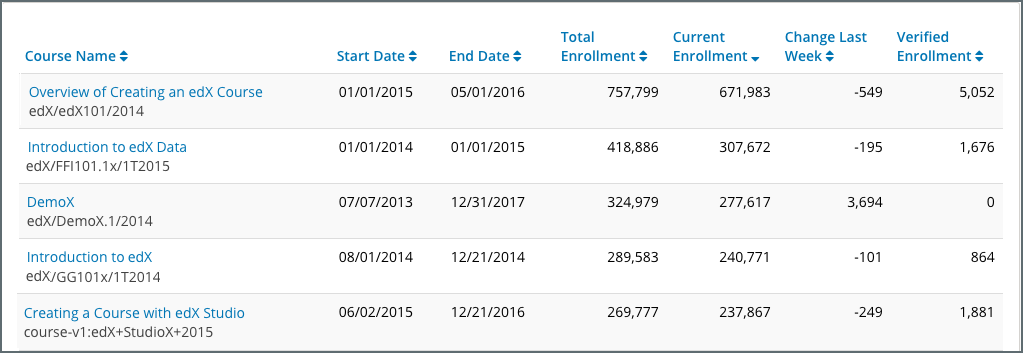 Course Name Start Date End Date Total Enrollment Current Enrollment Change Last Week Verified Enrollment
Overview of Creating an edX Course 01/01/2015 05/01/2016 757,799 671,983 -549 5,052
edX/edX101/2014
Introduction to edX Data 01/01/2014 01/01/2015 418,886 307,672 -195 1,676
edX/FFI101.1x/1T2015
DemoX 07/07/2013 12/31/2017 324,979 277,617 3,694 0
edX/DemoX.1/2014
Introduction to edX 08/01/2014 12/21/2014 289,583 240,771 -101 864
edX/GG101x/1T2014
Creating a Course with edX Studio 06/02/2015 12/21/2016 269,777 237,867 -249 1,881
course-v1:edX+StudioX+2015